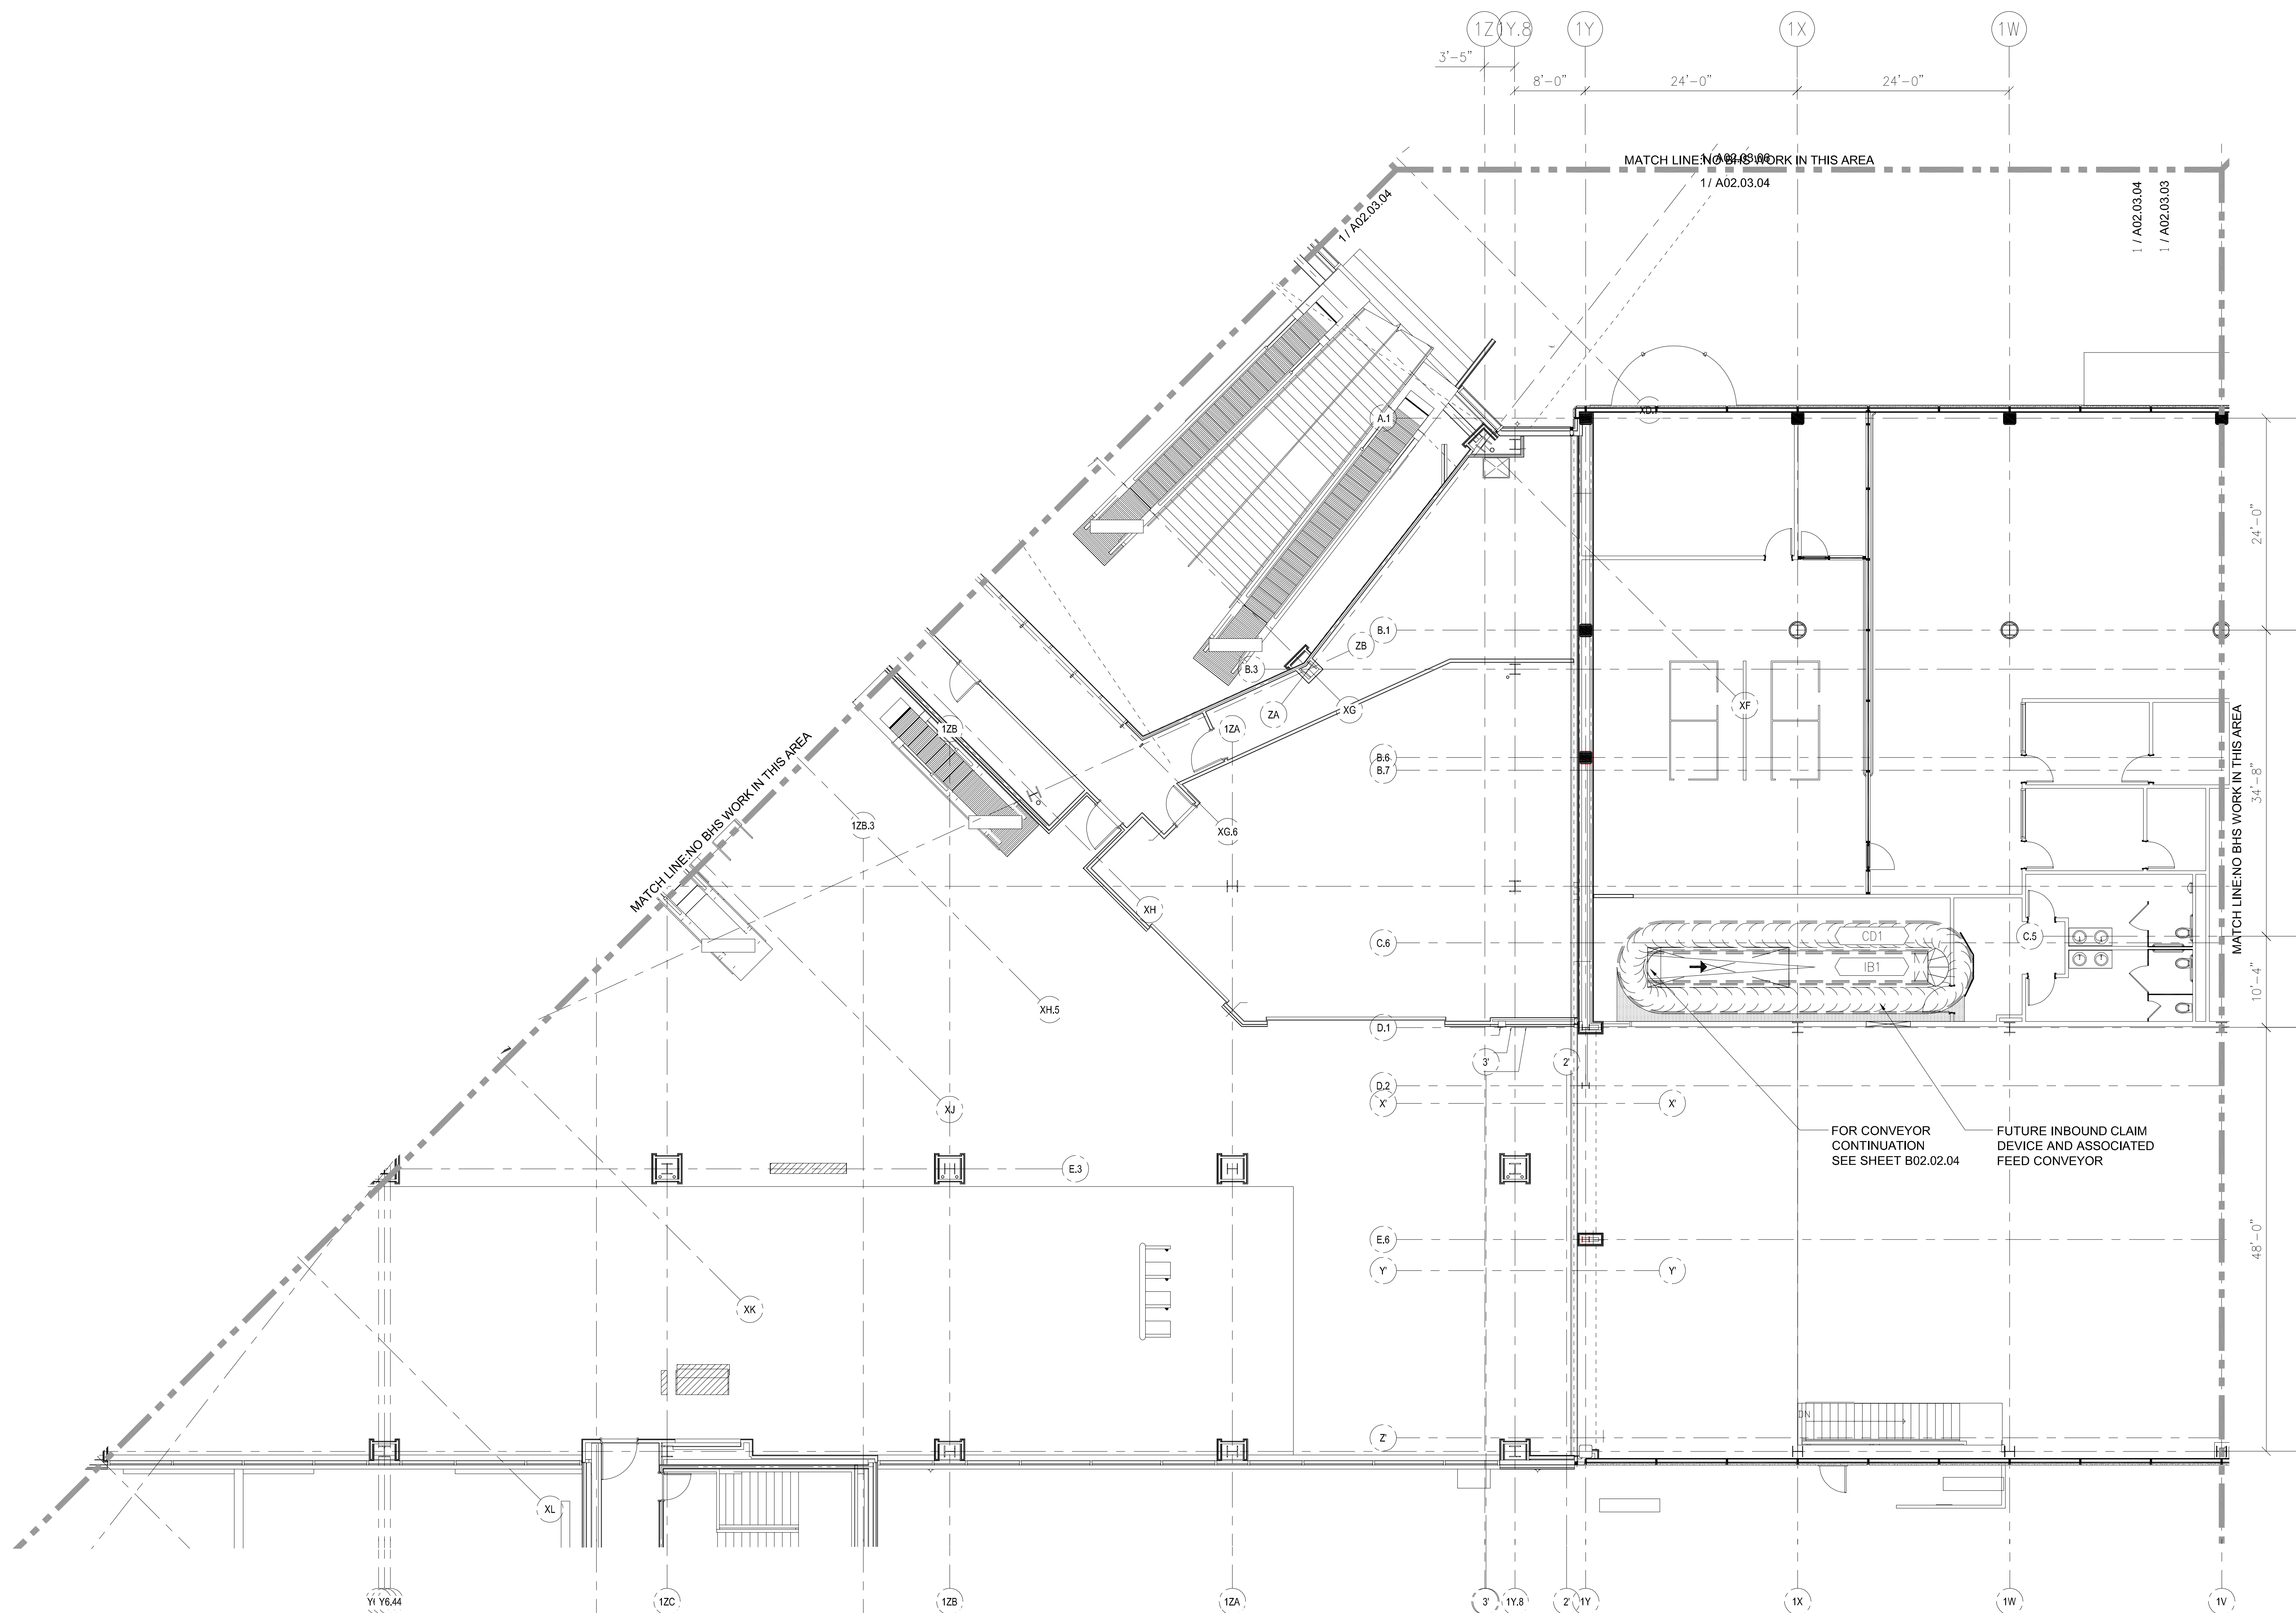 1Z
1Y.8
1Y
1X
1W
3'-5"
8'-0"
24'-0"
24'-0"
MATCH LINE:NO BHS WORK IN THIS AREA
1 / A02.03.04
1 / A02.03.04
1 / A02.03.04
1 / A02.03.03
A.1
24'-0"
B.1
ZB
B.3
XG
ZA
XF
1ZB
1ZA
B.6
B.7
MATCH LINE:NO BHS WORK IN THIS AREA
MATCH LINE:NO BHS WORK IN THIS AREA
34'-8"
1ZB.3
XG.6
XH
CD1
C.6
C.5
IB1
10'-4"
XH.5
D.1
3'
2'
D.2
X'
X'
XJ
FOR CONVEYOR
CONTINUATION
SEE SHEET B02.02.04
FUTURE INBOUND CLAIM
DEVICE AND ASSOCIATED
FEED CONVEYOR
E.3
E.6
48'-0"
Y'
Y'
XK
DN
Z'
XL
Y6.44
1ZC
1ZB
1ZA
3'
1Y.8
2'
1Y
1X
1W
1V